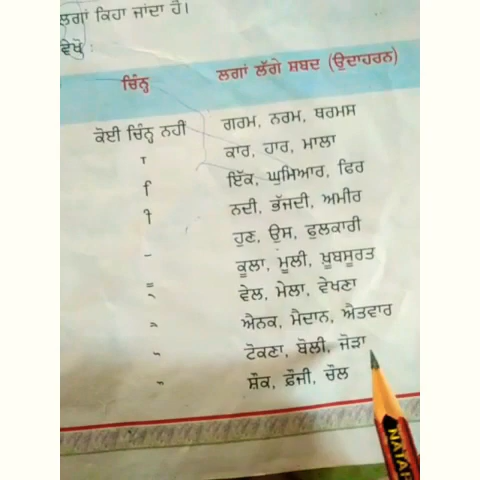 ਲਗਾਂ ਕਿਹਾ ਜਾਂਦਾ ਹੈ।
ਵੇਖੋ :
ਚਿੰਨ੍ਹ ਲਗਾਂ ਲੱਗੇ ਸ਼ਬਦ (ਉਦਾਹਰਨ)
ਕੋਈ ਚਿੰਨ੍ਹ ਨਹੀਂ ਗਰਮ, ਨਰਮ, ਥਰਮਸ
ਾ ਕਾਰ, ਹਾਰ, ਮਾਲਾ
ਿ ਇੱਕ, ਘੁਮਿਆਰ, ਫਿਰ
ੀ ਨਦੀ, ਭੱਜਦੀ, ਅਮੀਰ
ੁ ਹੁਣ, ਉਸ, ਫੁਲਕਾਰੀ
ੂ ਕੂਲਾ, ਮੂਲੀ, ਖ਼ੂਬਸੂਰਤ
ੇ ਵੇਲ, ਮੇਲਾ, ਵੇਖਣਾ
ੈ ਐਨਕ, ਮੈਦਾਨ, ਐਤਵਾਰ
ੋ ਟੋਕਣਾ, ਬੋਲੀ, ਜੋੜਾ
ੌ ਸ਼ੌਕ, ਫ਼ੌਜੀ, ਚੌਲ